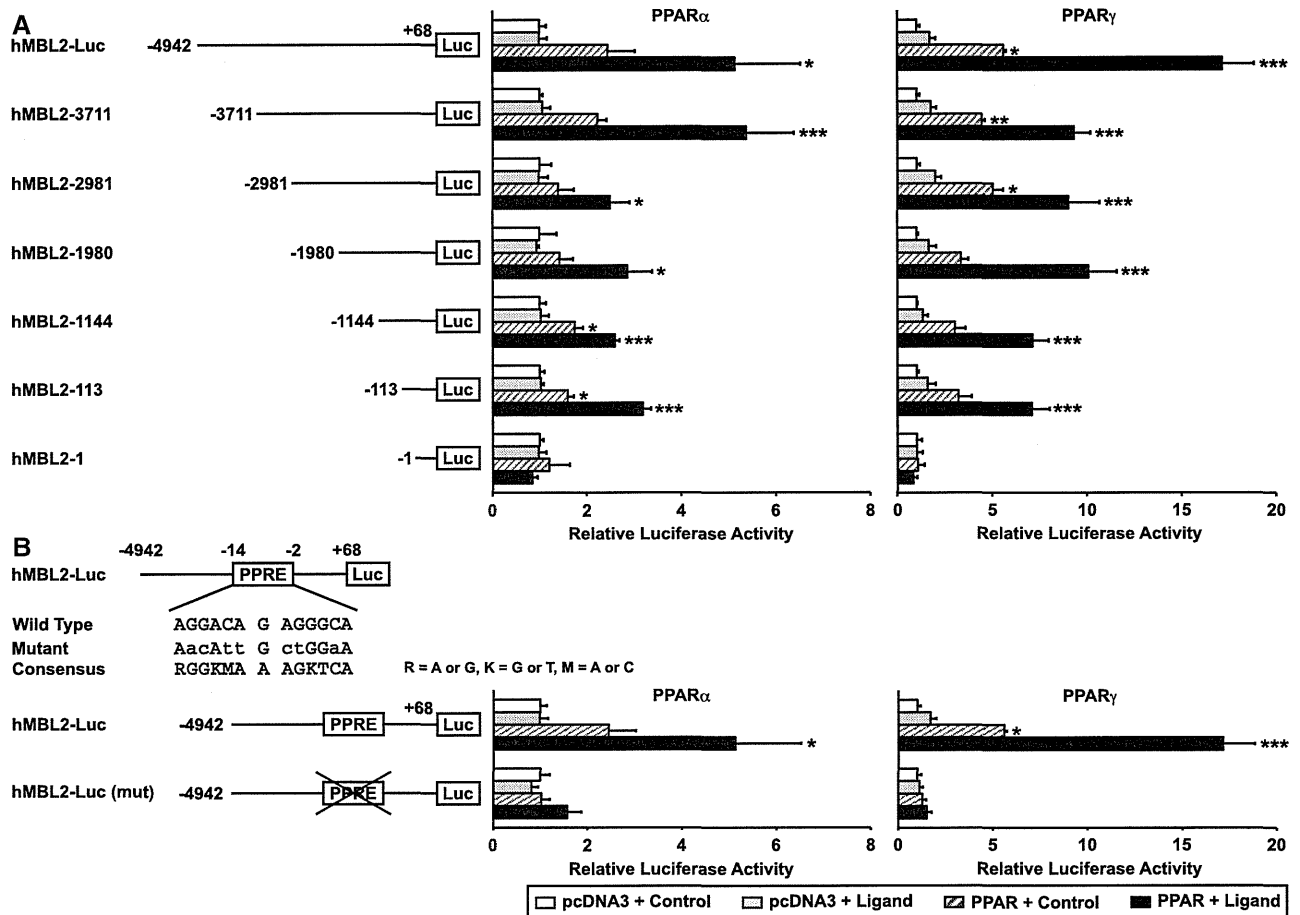 A
PPARα
PPARγ
hMBL2-Luc -4942 +68 Luc
*
*
***
hMBL2-3711 -3711 Luc
***
**
***
hMBL2-2981 -2981 Luc
*
*
***
hMBL2-1980 -1980 Luc
*
***
hMBL2-1144 -1144 Luc
*
***
***
hMBL2-113 -113 Luc
*
***
***
hMBL2-1 -1 Luc
0 2 4 6 8
0 5 10 15 20
Relative Luciferase Activity
Relative Luciferase Activity
B
-4942 -14 -2 +68
hMBL2-Luc PPRE Luc
Wild Type AGGACA G AGGGCA
Mutant AacAtt G ctGGaA
Consensus RGGKMA A AGKTCA
R = A or G, K = G or T, M = A or C
PPARα
PPARγ
hMBL2-Luc -4942 PPRE +68 Luc
*
*
***
hMBL2-Luc (mut) -4942 PPRE Luc
0 2 4 6 8
0 5 10 15 20
Relative Luciferase Activity
Relative Luciferase Activity
pcDNA3 + Control pcDNA3 + Ligand PPAR + Control PPAR + Ligand